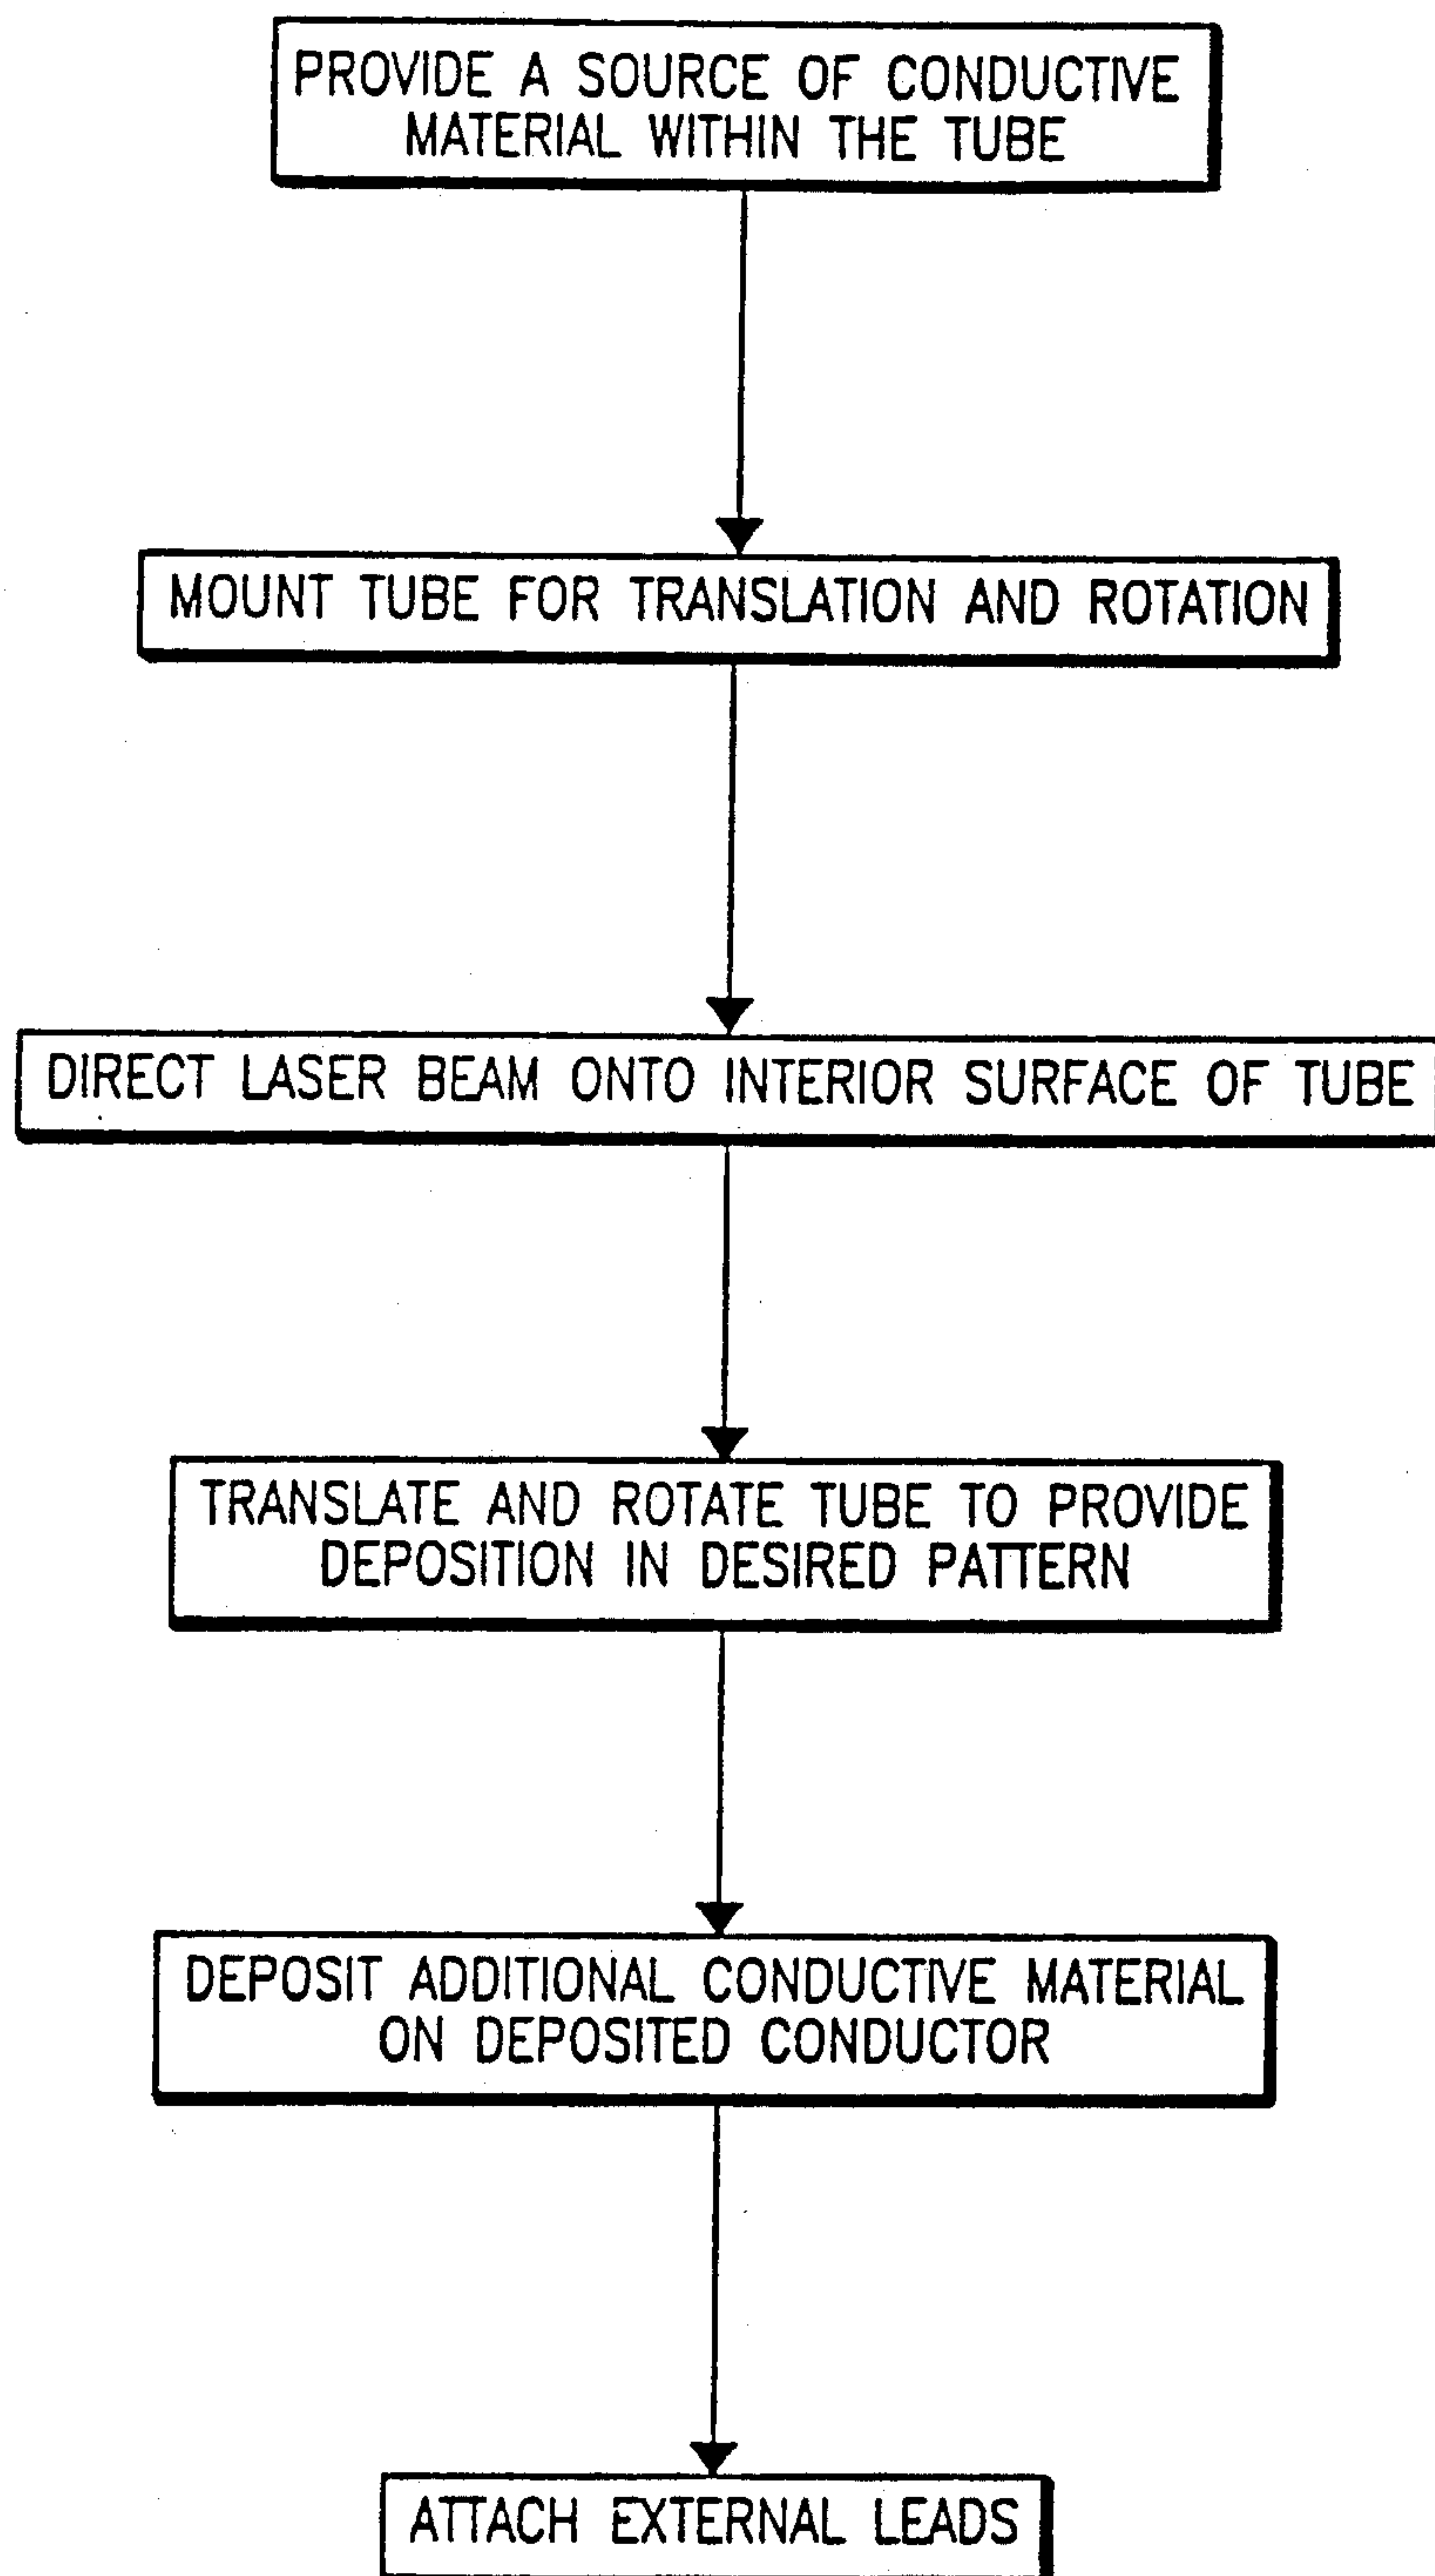 PROVIDE A SOURCE OF CONDUCTIVE
MATERIAL WITHIN THE TUBE
MOUNT TUBE FOR TRANSLATION AND ROTATION
DIRECT LASER BEAM ONTO INTERIOR SURFACE OF TUBE
TRANSLATE AND ROTATE TUBE TO PROVIDE
DEPOSITION IN DESIRED PATTERN
DEPOSIT ADDITIONAL CONDUCTIVE MATERIAL
ON DEPOSITED CONDUCTOR
ATTACH EXTERNAL LEADS